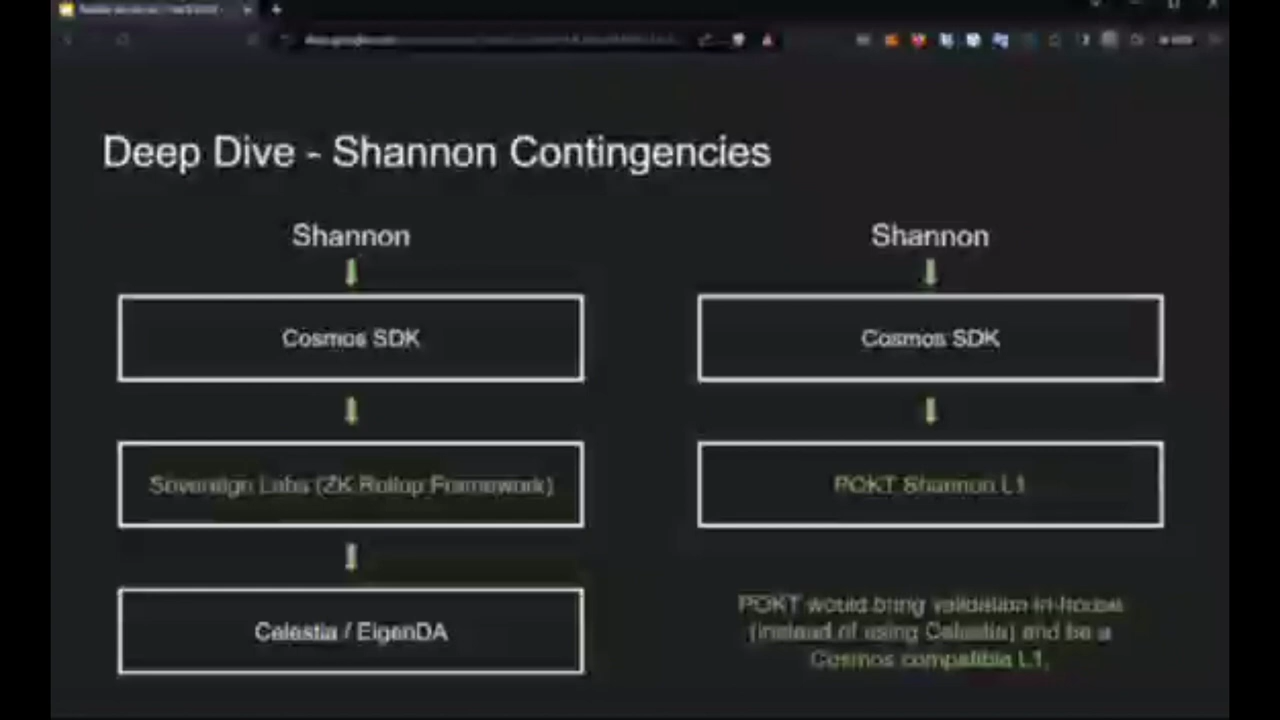 Deep Dive - Shannon Contingencies
Shannon
Cosmos SDK
Sovereign Labs (ZK Rollup Framework)
Celestia / EigenDA
Shannon
Cosmos SDK
POKT Shannon L1
POKT would bring validation in-house
(instead of using Celestia) and be a
Cosmos compatible L1.